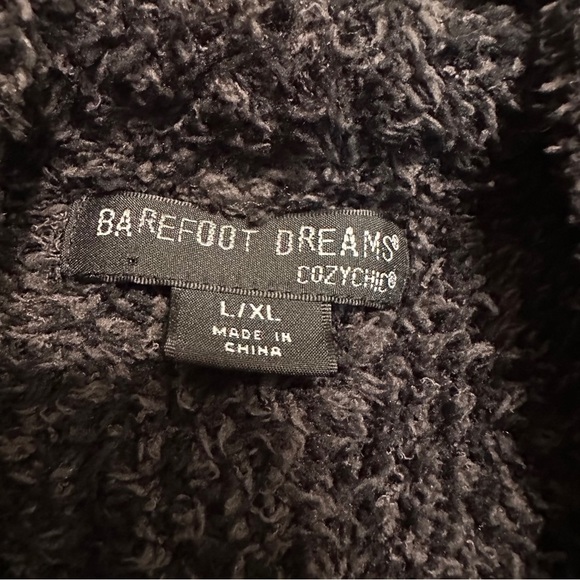 BAREFOOT DREAMS®
COZYCHIC®
L/XL
MADE IN
CHINA